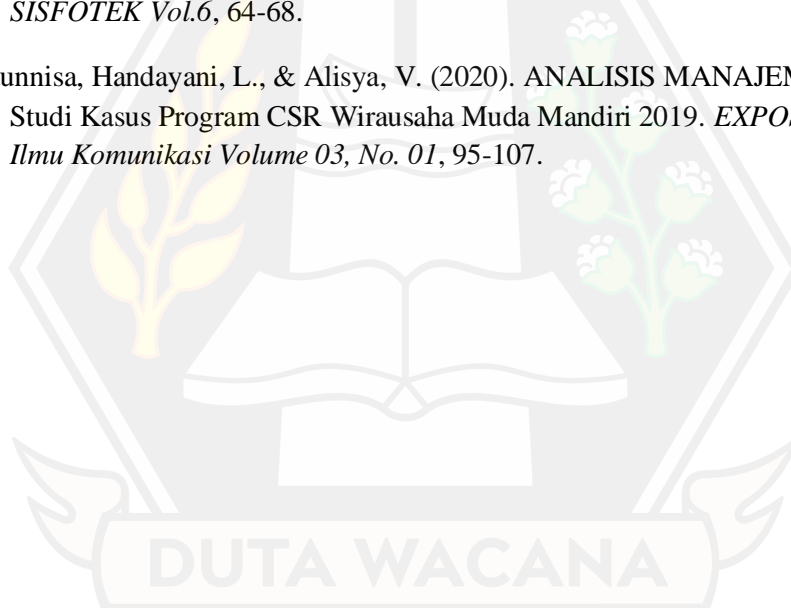 SISFOTEK Vol.6, 64-68.
unnisa, Handayani, L., & Alisya, V. (2020). ANALISIS MANAJEM
Studi Kasus Program CSR Wirausaha Muda Mandiri 2019. EXPOS
Ilmu Komunikasi Volume 03, No. 01, 95-107.
DUTA WACANA